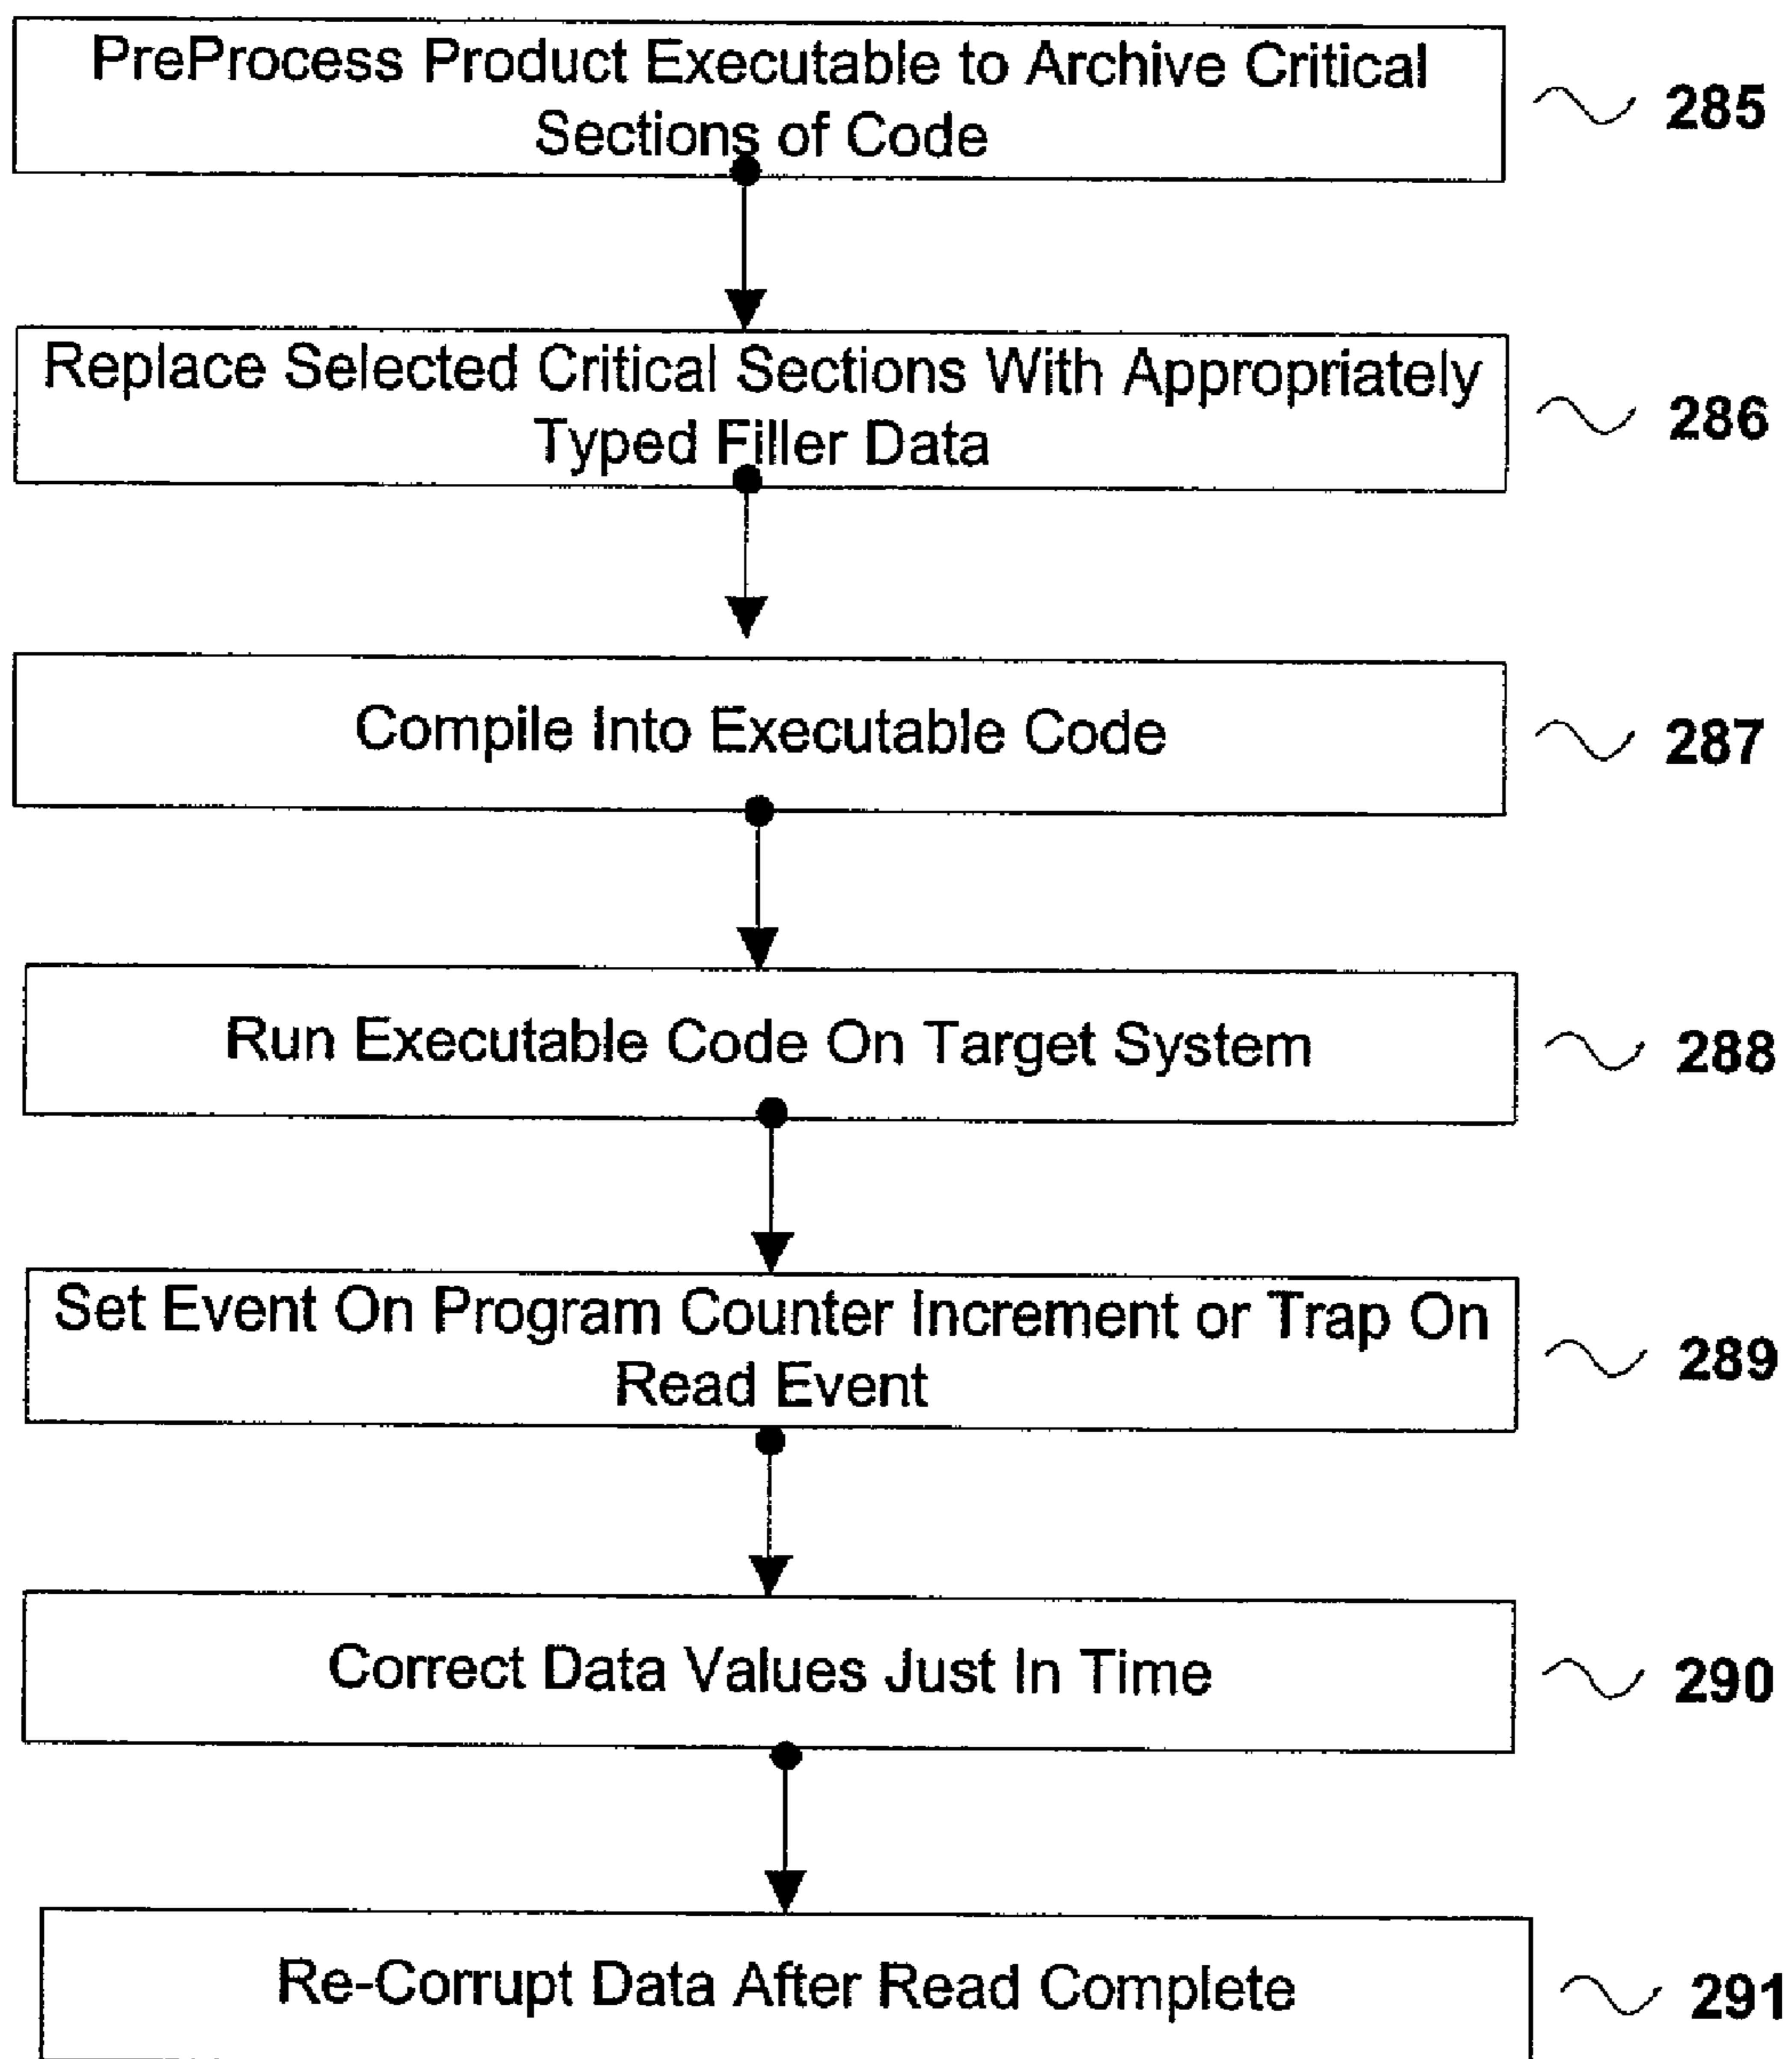 PreProcess Product Executable to Archive Critical
Sections of Code
285
Replace Selected Critical Sections With Appropriately
Typed Filler Data
286
Compile Into Executable Code
287
Run Executable Code On Target System
288
Set Event On Program Counter Increment or Trap On
Read Event
289
Correct Data Values Just In Time
290
Re-Corrupt Data After Read Complete
291